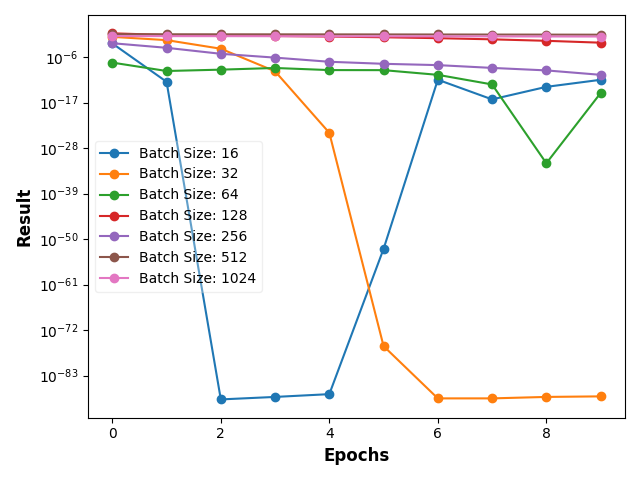 10⁻⁶
10⁻¹⁷
10⁻²⁸
10⁻³⁹
10⁻⁵⁰
10⁻⁶¹
10⁻⁷²
10⁻⁸³
Result
Batch Size: 16
Batch Size: 32
Batch Size: 64
Batch Size: 128
Batch Size: 256
Batch Size: 512
Batch Size: 1024
0 2 4 6 8
Epochs